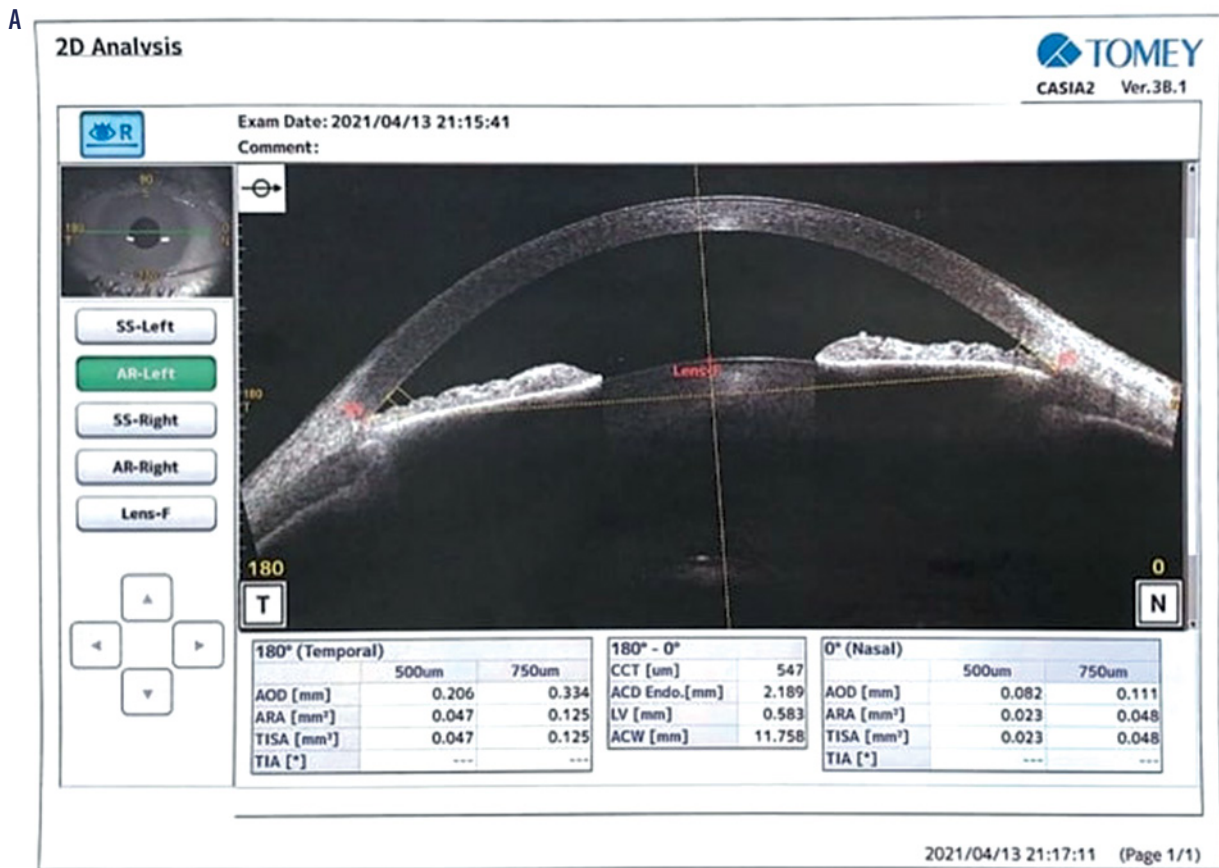 A
2D Analysis
TOMEY
CASIA2 Ver.3B.1
R
Exam Date: 2021/04/13 21:15:41
Comment:
90
S
180
T
0
N
SS-Left
AR-Left
SS-Right
AR-Right
Lens-F
180
T
Lens-F
180
T
0
N
180° (Temporal)
500um 750um
AOD [mm] 0.206 0.334
ARA [mm²] 0.047 0.125
TISA [mm²] 0.047 0.125
TIA [°] --- ---
180° - 0°
CCT [um] 547
ACD Endo.[mm] 2.189
LV [mm] 0.583
ACW [mm] 11.758
0° (Nasal)
500um 750um
AOD [mm] 0.082 0.111
ARA [mm²] 0.023 0.048
TISA [mm²] 0.023 0.048
TIA [°] --- ---
2021/04/13 21:17:11 (Page 1/1)